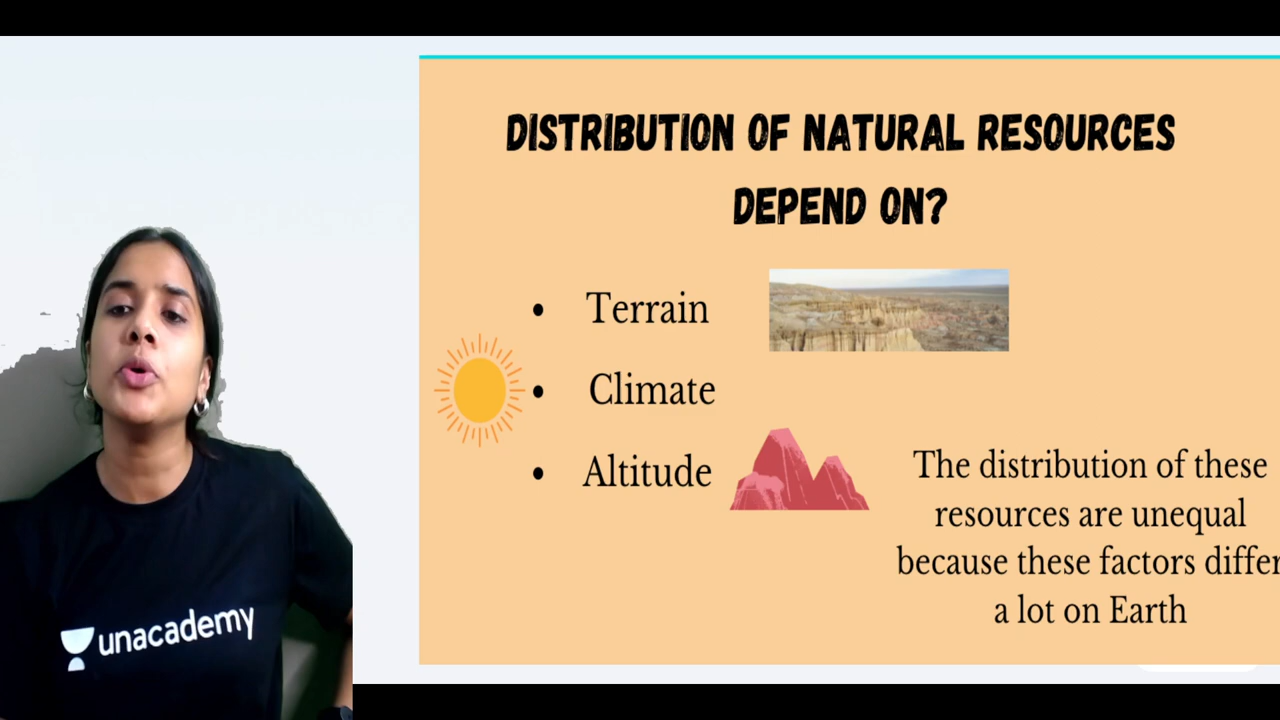 DISTRIBUTION OF NATURAL RESOURCES
DEPEND ON?
• Terrain
• Climate
• Altitude
The distribution of these
resources are unequal
because these factors differ
a lot on Earth
unacademy